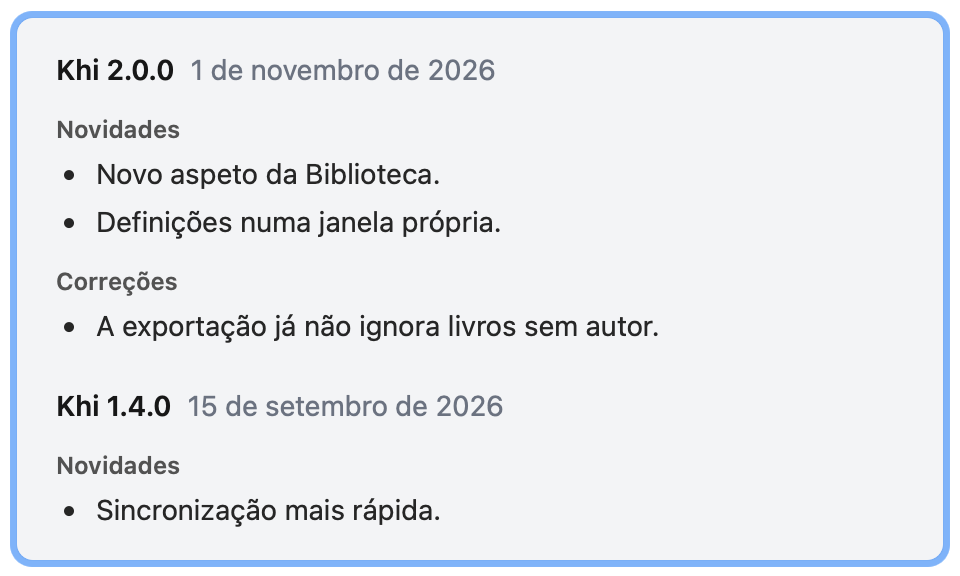 Khi 2.0.0 1 de novembro de 2026
Novidades
• Novo aspeto da Biblioteca.
• Definições numa janela própria.
Correções
• A exportação já não ignora livros sem autor.
Khi 1.4.0 15 de setembro de 2026
Novidades
• Sincronização mais rápida.